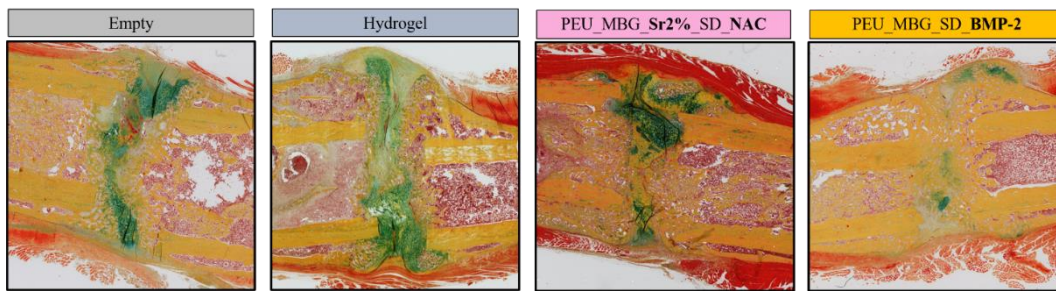 Empty
Hydrogel
PEU_MBG_Sr2%_SD_NAC
PEU_MBG_SD_BMP-2